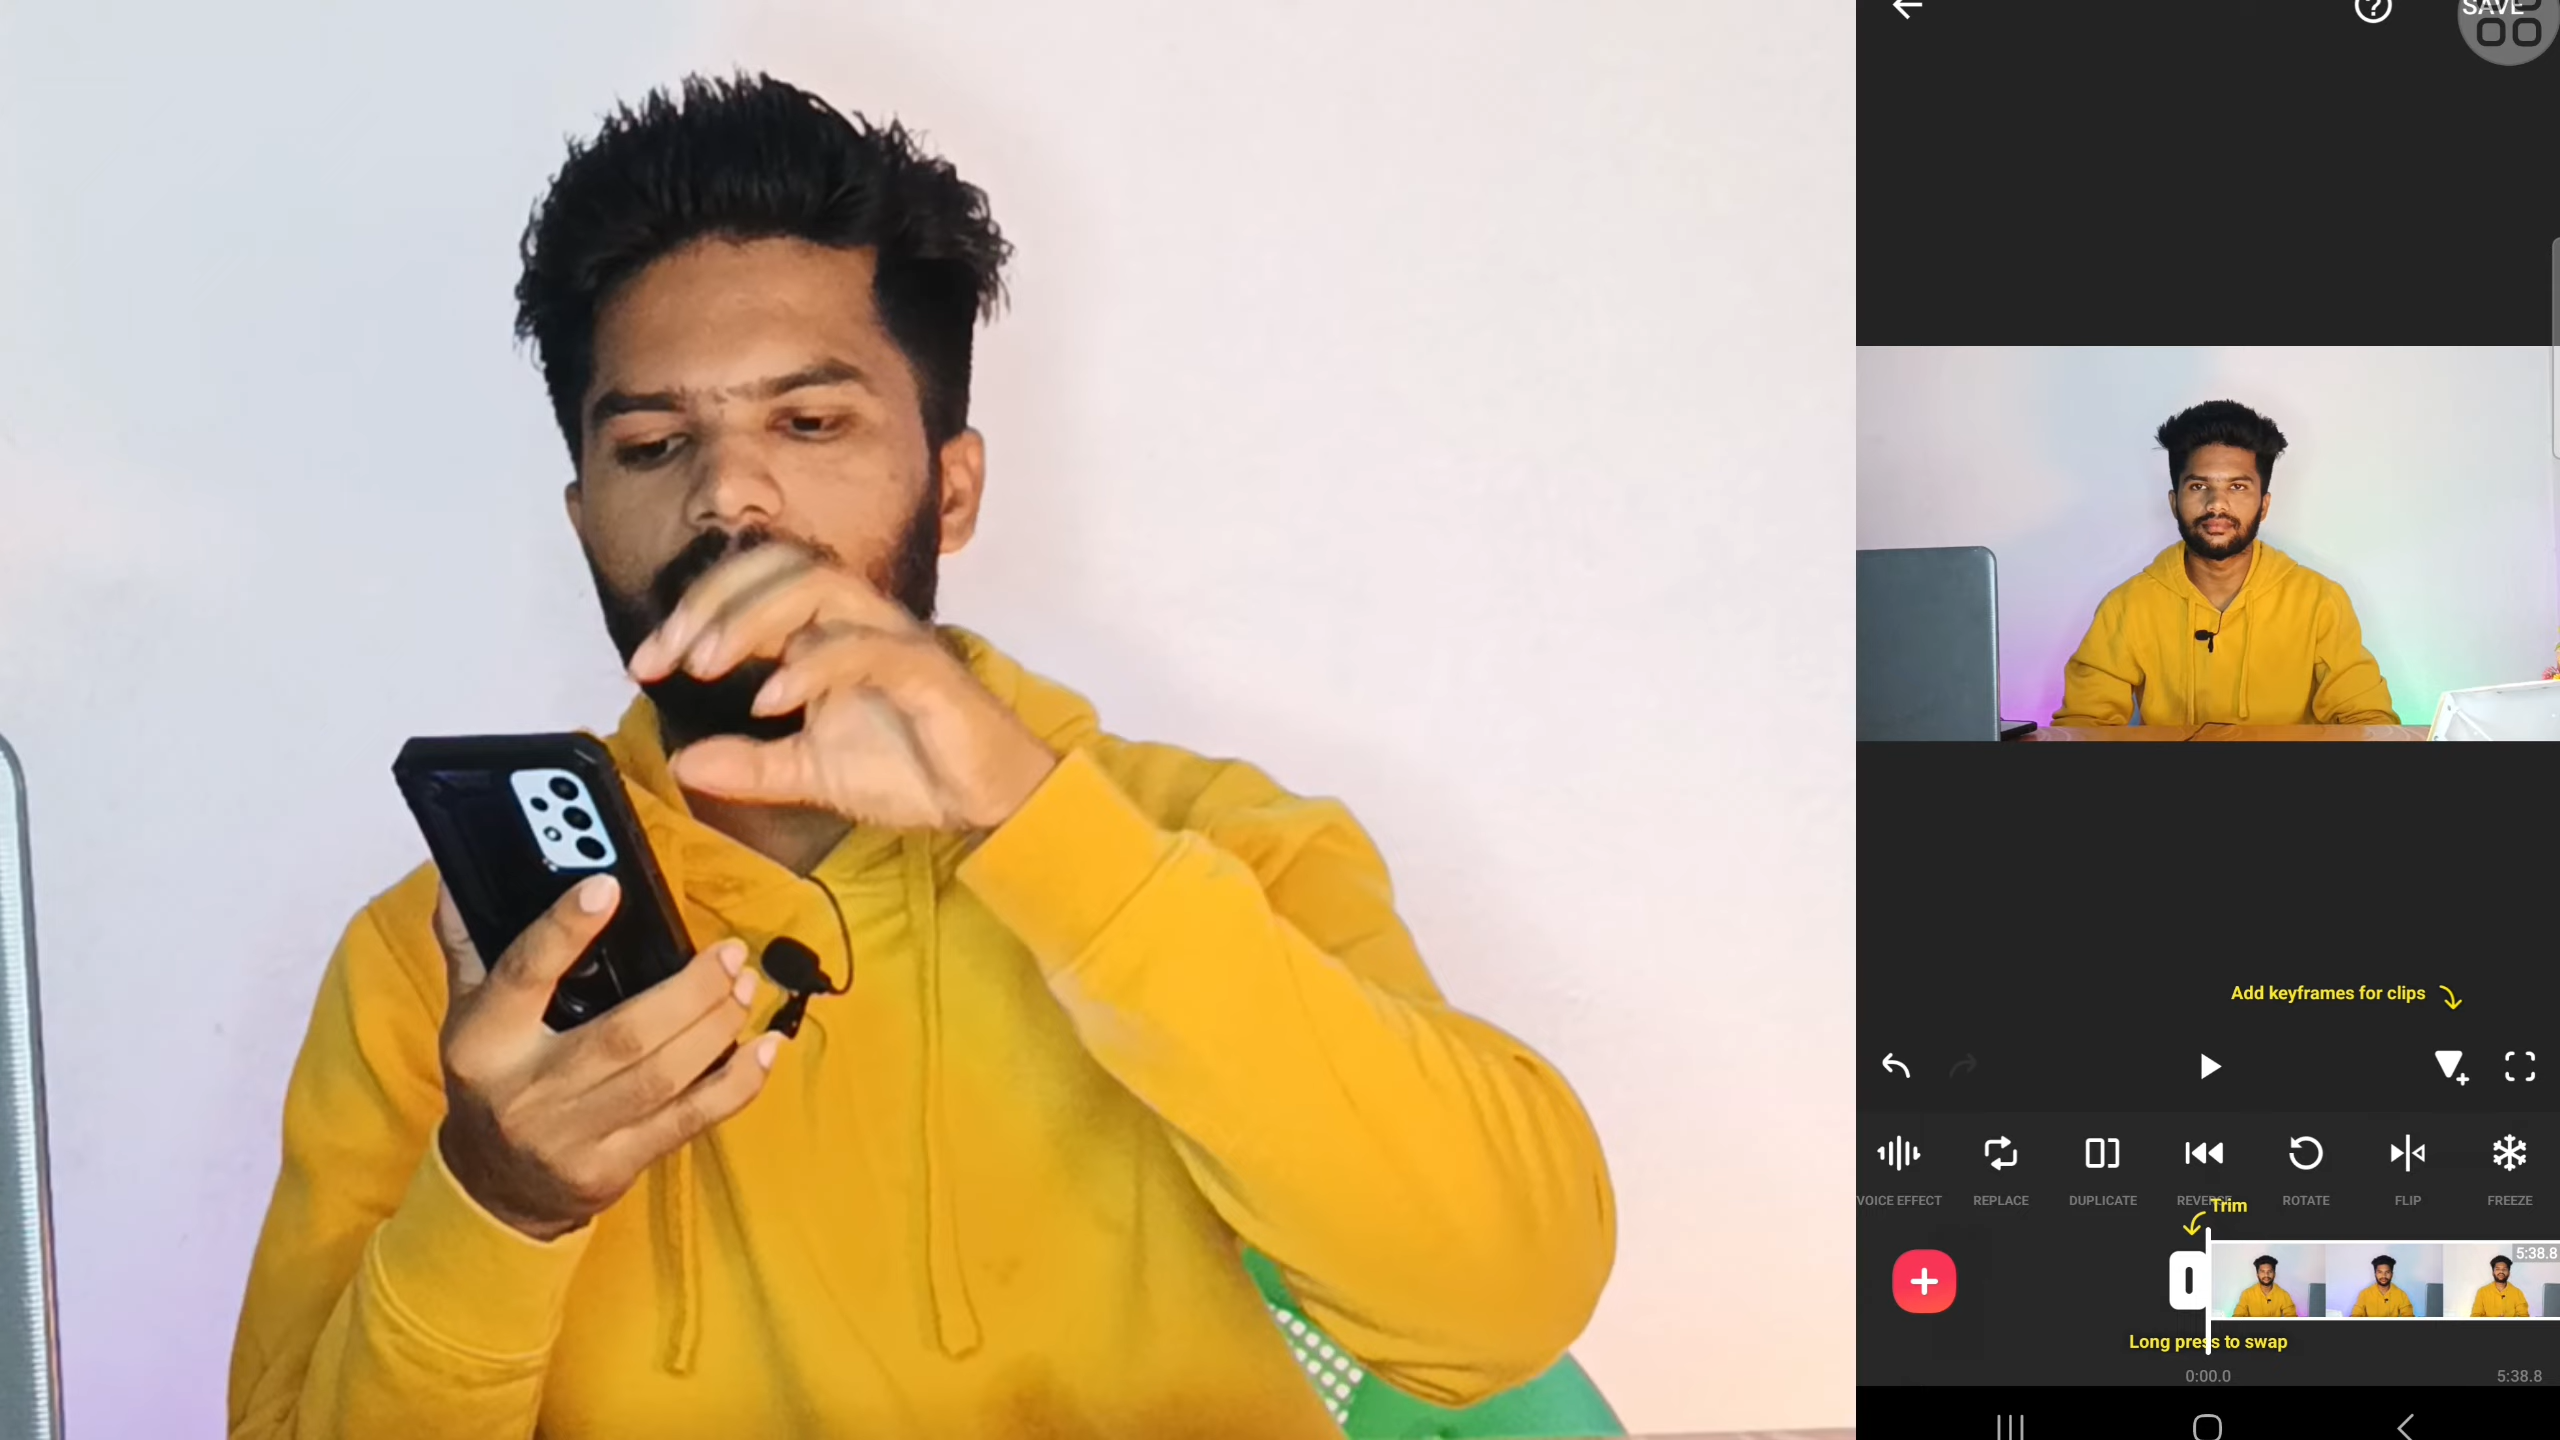 SAVE
Add keyframes for clips
VOICE EFFECT REPLACE DUPLICATE REVERSE ROTATE FLIP FREEZE
Trim
5:38.8
Long press to swap
0:00.0 5:38.8